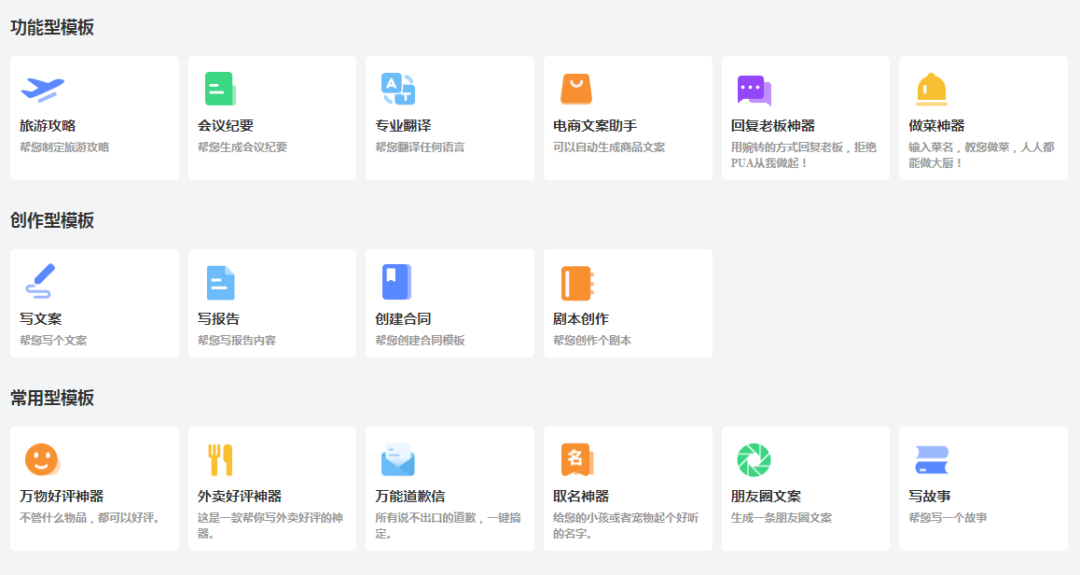 功能型模板
旅游攻略
帮您制定旅游攻略
会议纪要
帮您生成会议纪要
A
T
专业翻译
帮您翻译任何语言
电商文案助手
可以自动生成商品文案
回复老板神器
用婉转的方式回复老板，拒绝
PUA从我做起！
做菜神器
输入菜名，教您做菜，人人都
能做大厨！
创作型模板
写文案
帮您写个文案
写报告
帮您写报告内容
创建合同
帮您创建合同模板
剧本创作
帮您创作个剧本
常用型模板
万物好评神器
不管什么物品，都可以好评。
外卖好评神器
这是一款帮你写外卖好评的神
器。
万能道歉信
所有说不出口的道歉，一键搞
定。
名
取名神器
给您的小孩或者宠物起个好听
的名字。
朋友圈文案
生成一条朋友圈文案
写故事
帮您写一个故事